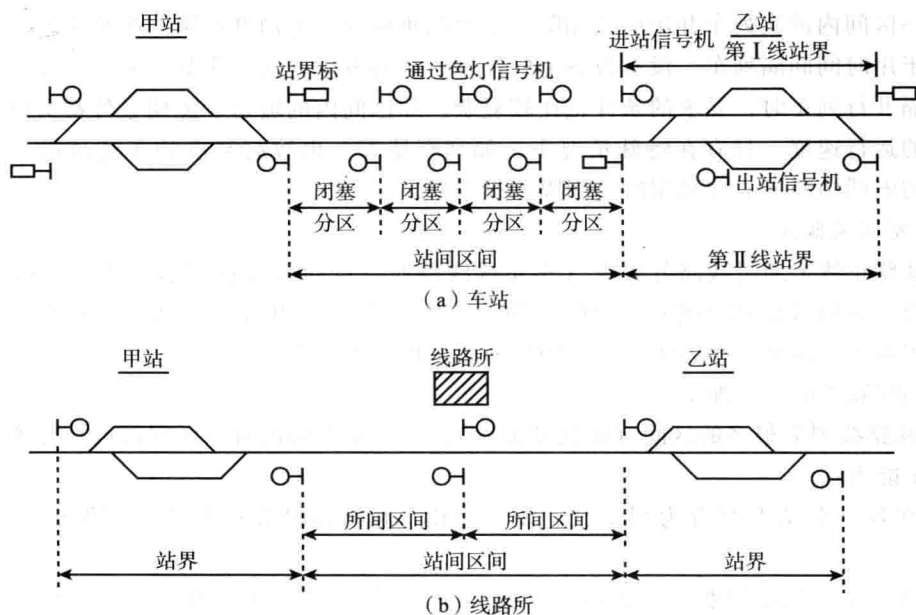 甲站
乙站
进站信号机
第Ⅰ线站界
站界标
通过色灯信号机
出站信号机
闭塞
分区
闭塞
分区
闭塞
分区
闭塞
分区
站间区间
第Ⅱ线站界
(a)车站
甲站
线路所
乙站
所间区间
所间区间
站界
站间区间
站界
(b)线路所